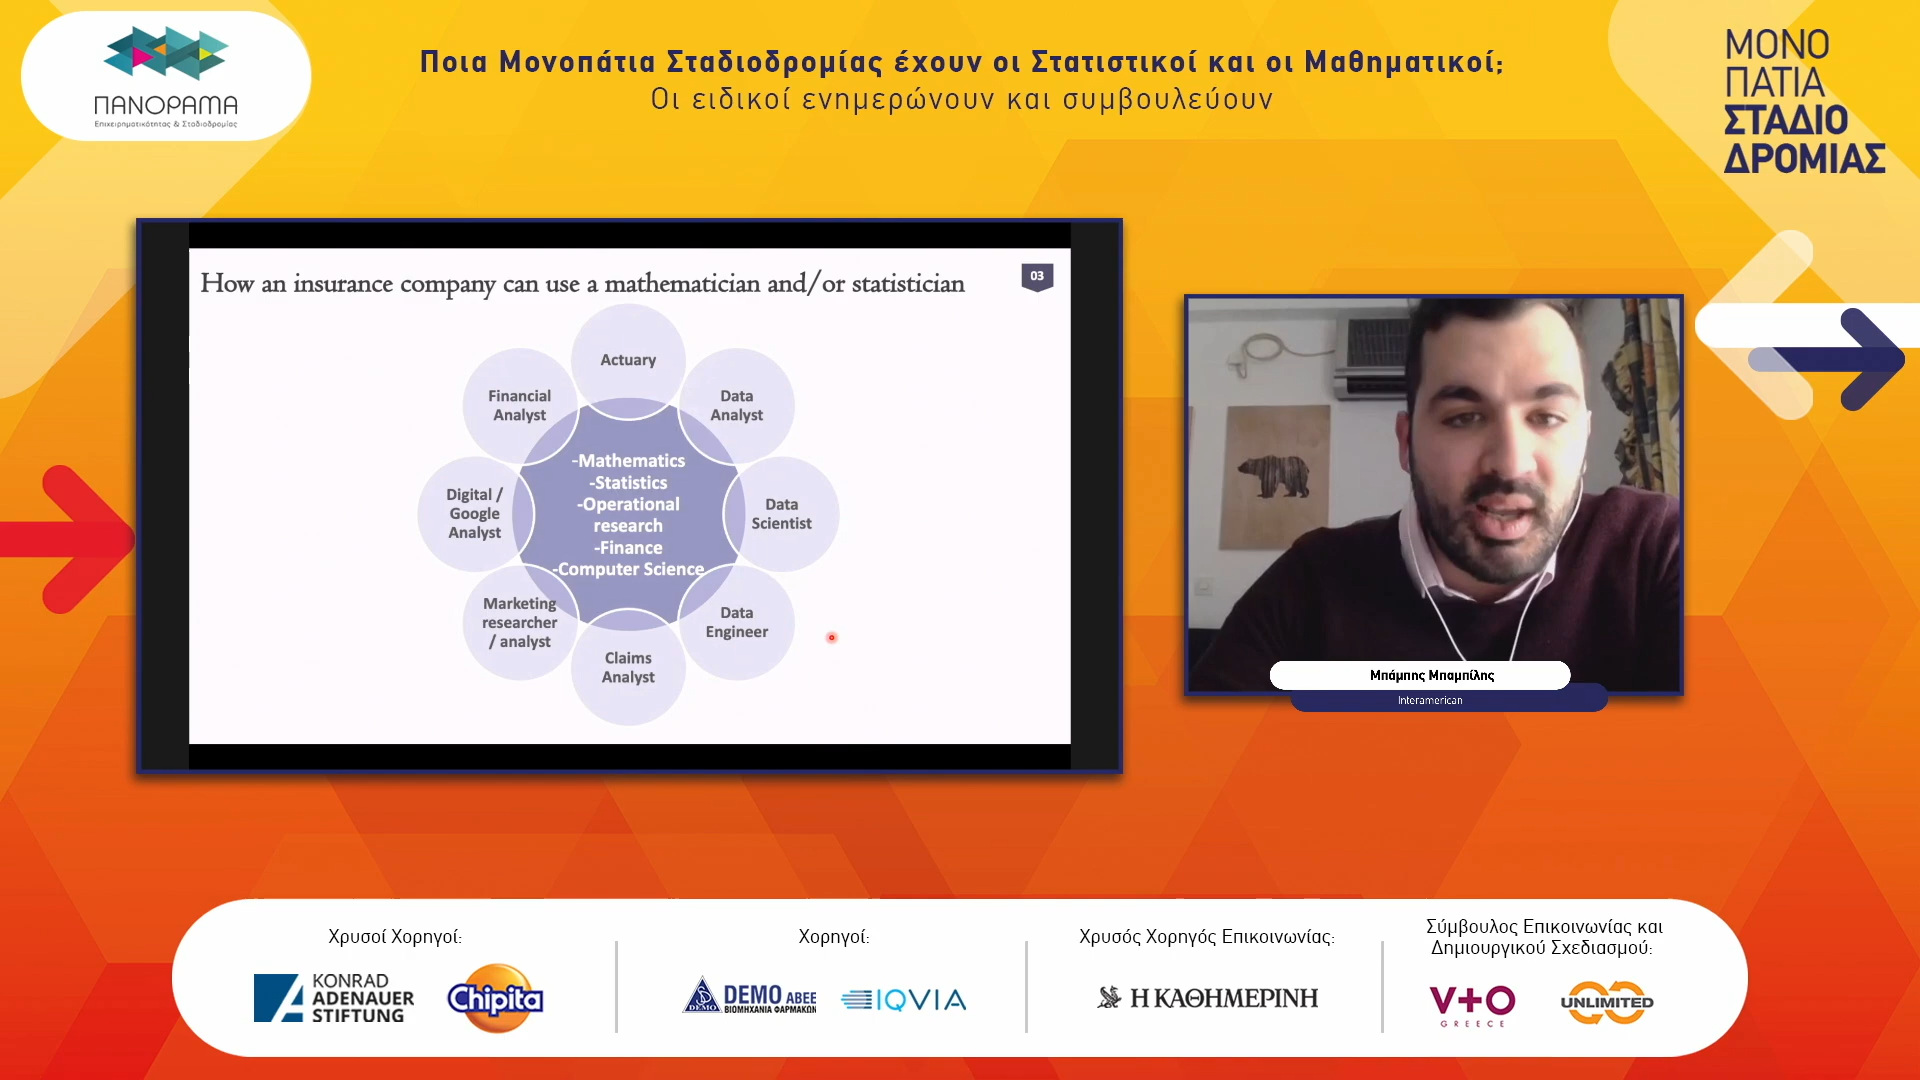 ΠΑΝΟΡΑΜΑ
Επιχειρηματικότητας & Σταδιοδρομίας
Ποια Μονοπάτια Σταδιοδρομίας έχουν οι Στατιστικοί και οι Μαθηματικοί;
Οι ειδικοί ενημερώνουν και συμβουλεύουν
ΜΟΝΟ
ΠΑΤΙΑ
ΣΤΑΔΙΟ
ΔΡΟΜΙΑΣ
How an insurance company can use a mathematician and/or statistician
03
Actuary
Financial
Analyst
Data
Analyst
Digital /
Google
Analyst
-Mathematics
-Statistics
-Operational
research
-Finance
-Computer Science
Data
Scientist
Marketing
researcher
/ analyst
Data
Engineer
Claims
Analyst
Μπάμπης Μπαμπίλης
Interamerican
Χρυσοί Χορηγοί:
KONRAD
ADENAUER
STIFTUNG
Chipita
Χορηγοί:
DEMO
DEMO ABEE
ΒΙΟΜΗΧΑΝΙΑ ΦΑΡΜΑΚΩΝ
IQVIA
Χρυσός Χορηγός Επικοινωνίας:
Η ΚΑΘΗΜΕΡΙΝΗ
Σύμβουλος Επικοινωνίας και
Δημιουργικού Σχεδιασμού:
V+O
GREECE
UNLIMITED